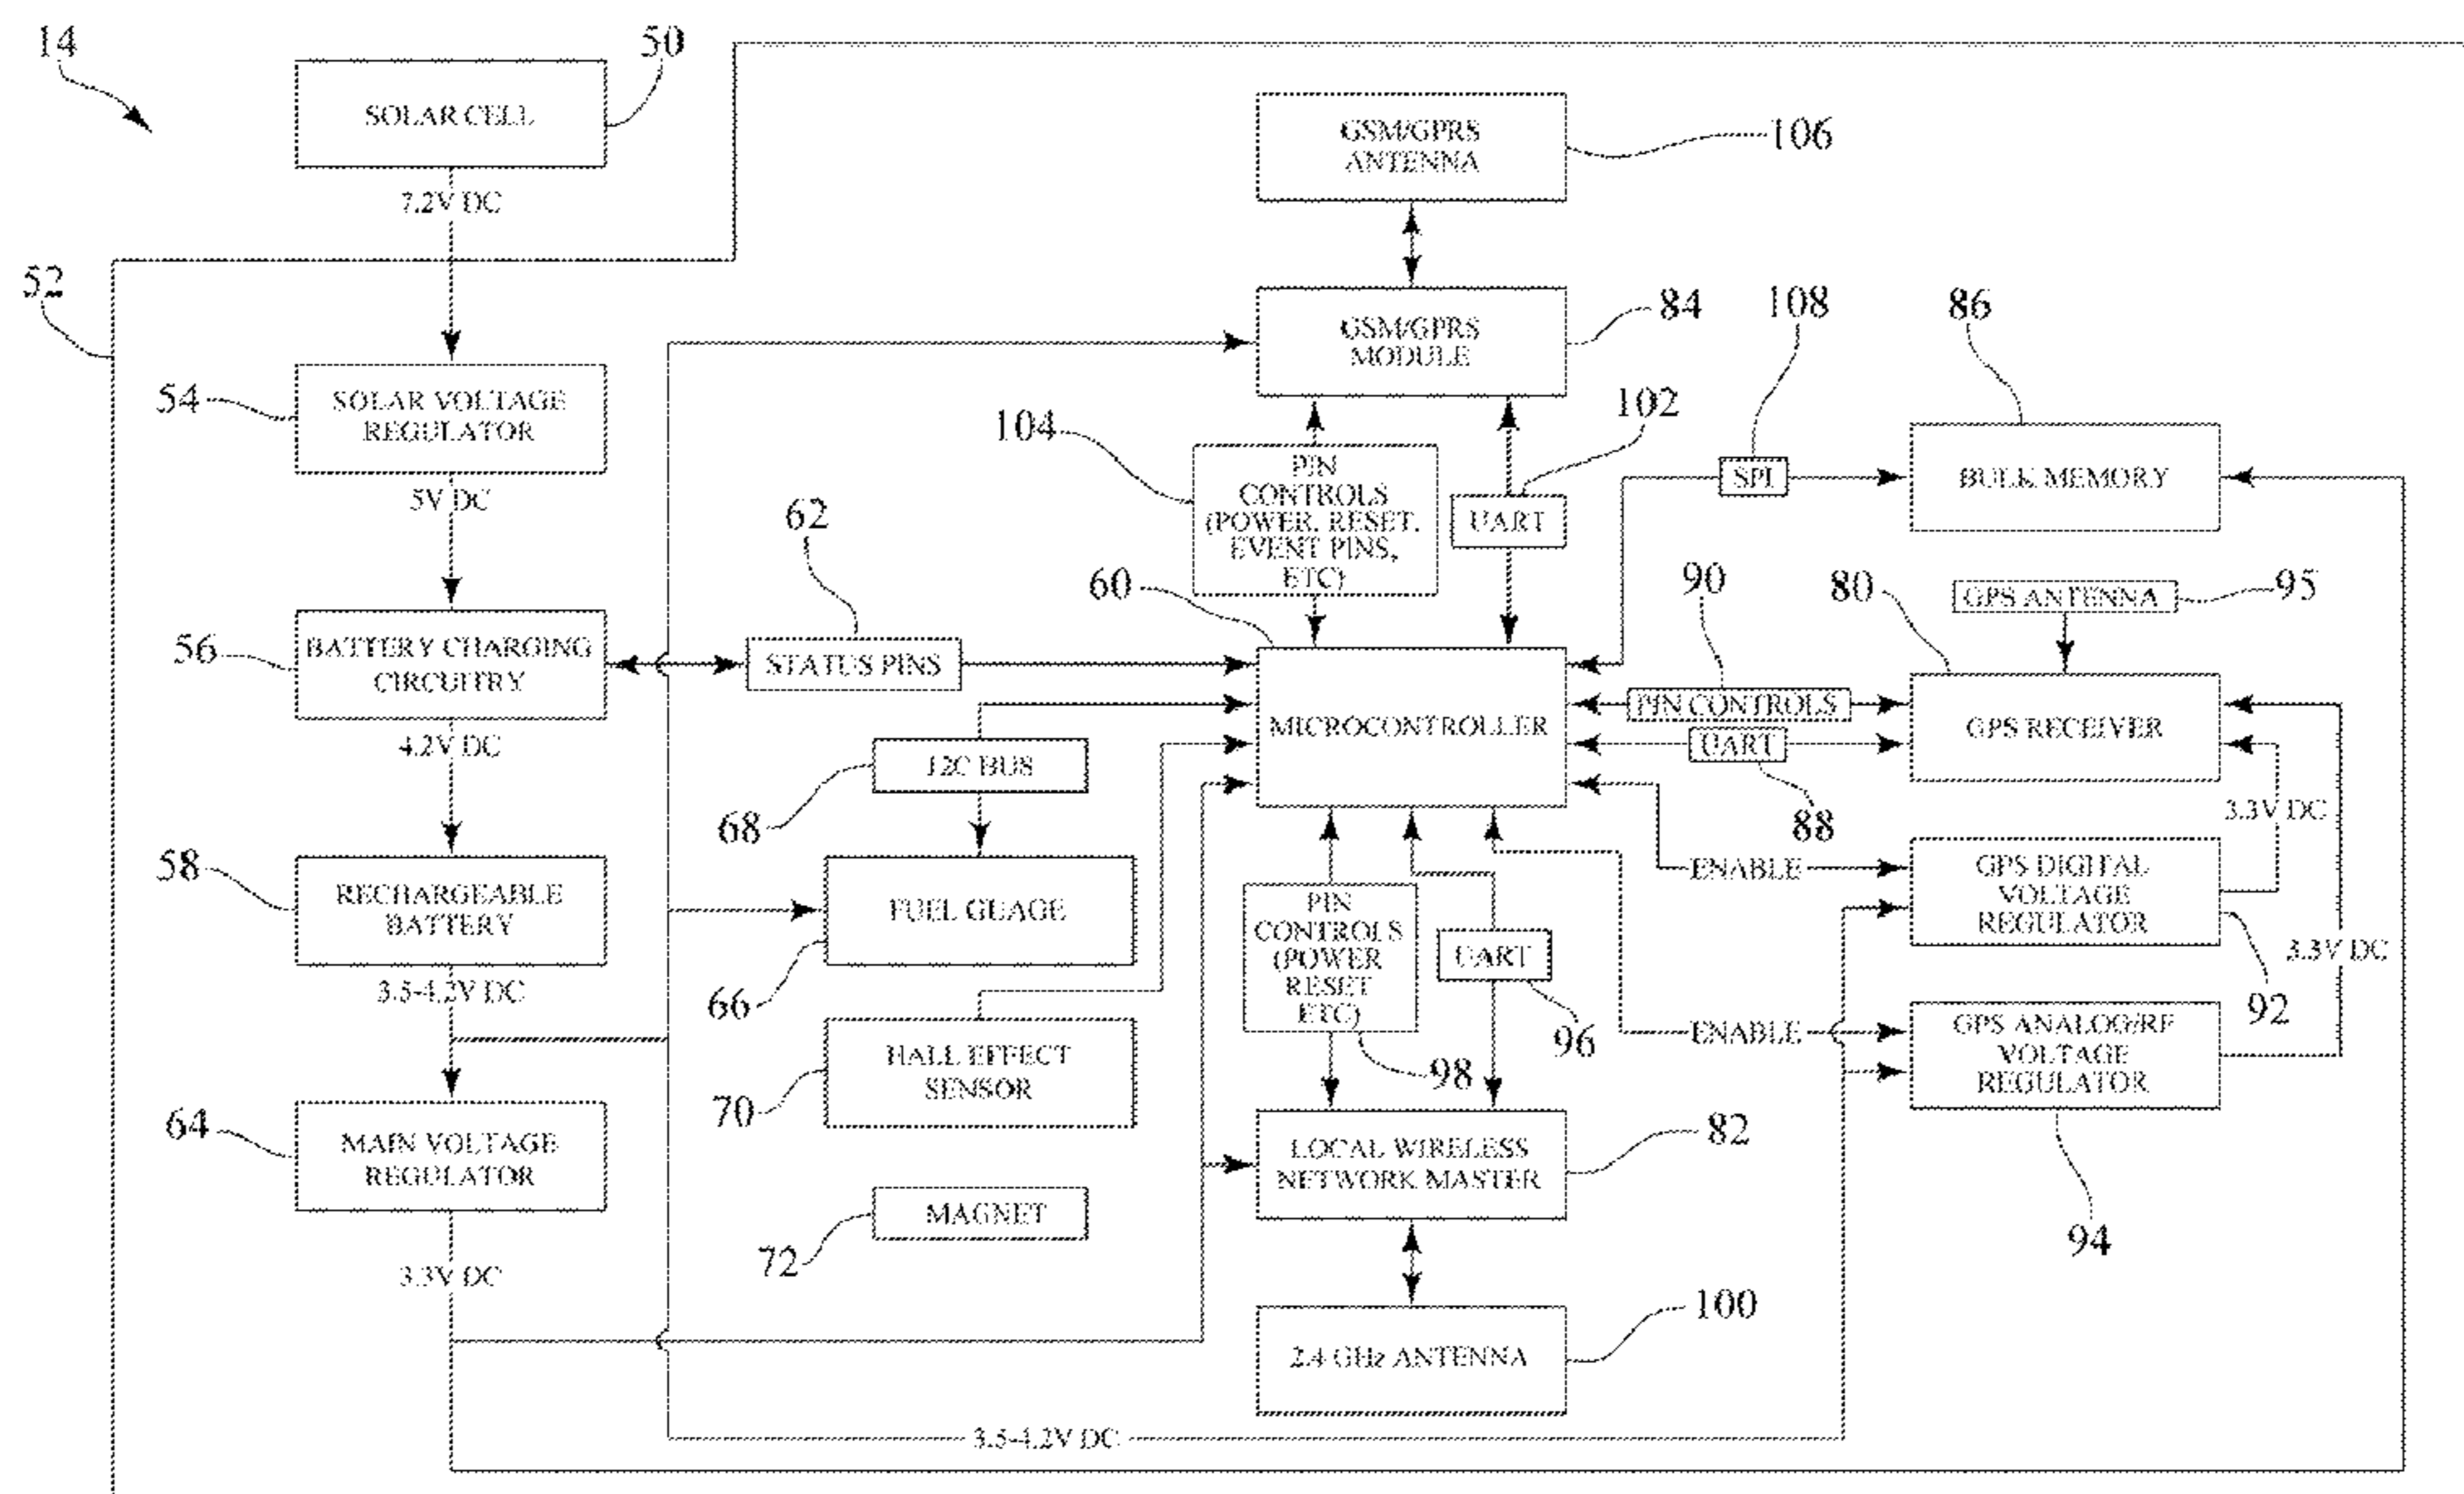 14
SOLAR CELL
50
7.2V DC
52
GSM/GPRS
ANTENNA
106
GSM/GPRS
MODULE
84
108
86
54
SOLAR VOLTAGE
REGULATOR
5V DC
104
PIN
CONTROLS
(POWER. RESET.
EVENT PINS,
ETC)
102
UART
SPI
BULK MEMORY
62
60
90
80
GPS ANTENNA
95
56
BATTERY CHARGING
CIRCUITRY
4.2V DC
STATUS PINS
MICROCONTROLLER
PIN CONTROLS
UART
GPS RECEIVER
68
I2C BUS
88
3.3V DC
58
RECHARGEABLE
BATTERY
3.5-4.2V DC
FUEL GUAGE
66
PIN
CONTROLS
(POWER
RESET
ETC)
UART
ENABLE
GPS DIGITAL
VOLTAGE
REGULATOR
3.3V DC
92
98
96
ENABLE
GPS ANALOG/RF
VOLTAGE
REGULATOR
94
HALL EFFECT
SENSOR
70
64
MAIN VOLTAGE
REGULATOR
3.3V DC
MAGNET
72
LOCAL WIRELESS
NETWORK MASTER
82
2.4 GHz ANTENNA
100
3.5-4.2V DC